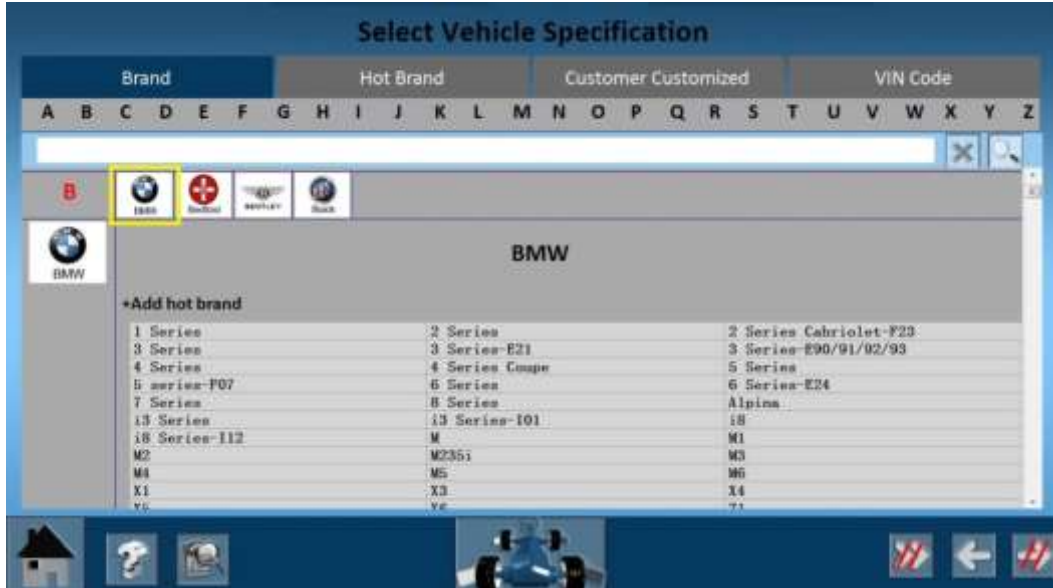 Select Vehicle Specification
Brand Hot Brand Customer Customized VIN Code
A B C D E F G H I J K L M N O P Q R S T U V W X Y Z
B BMW Bedford BENTLEY Buick
BMW
BMW
+Add hot brand
1 Series 2 Series 2 Series Cabriolet-F23
3 Series 3 Series-E21 3 Series-E90/91/92/93
4 Series 4 Series Coupe 5 Series
5 series-F07 6 Series 6 Series-E24
7 Series 8 Series Alpina
i3 Series i3 Series-I01 i8
i8 Series-I12 M M1
M2 M235i M3
M4 M5 M6
X1 X3 X4
X5 X6 Z1